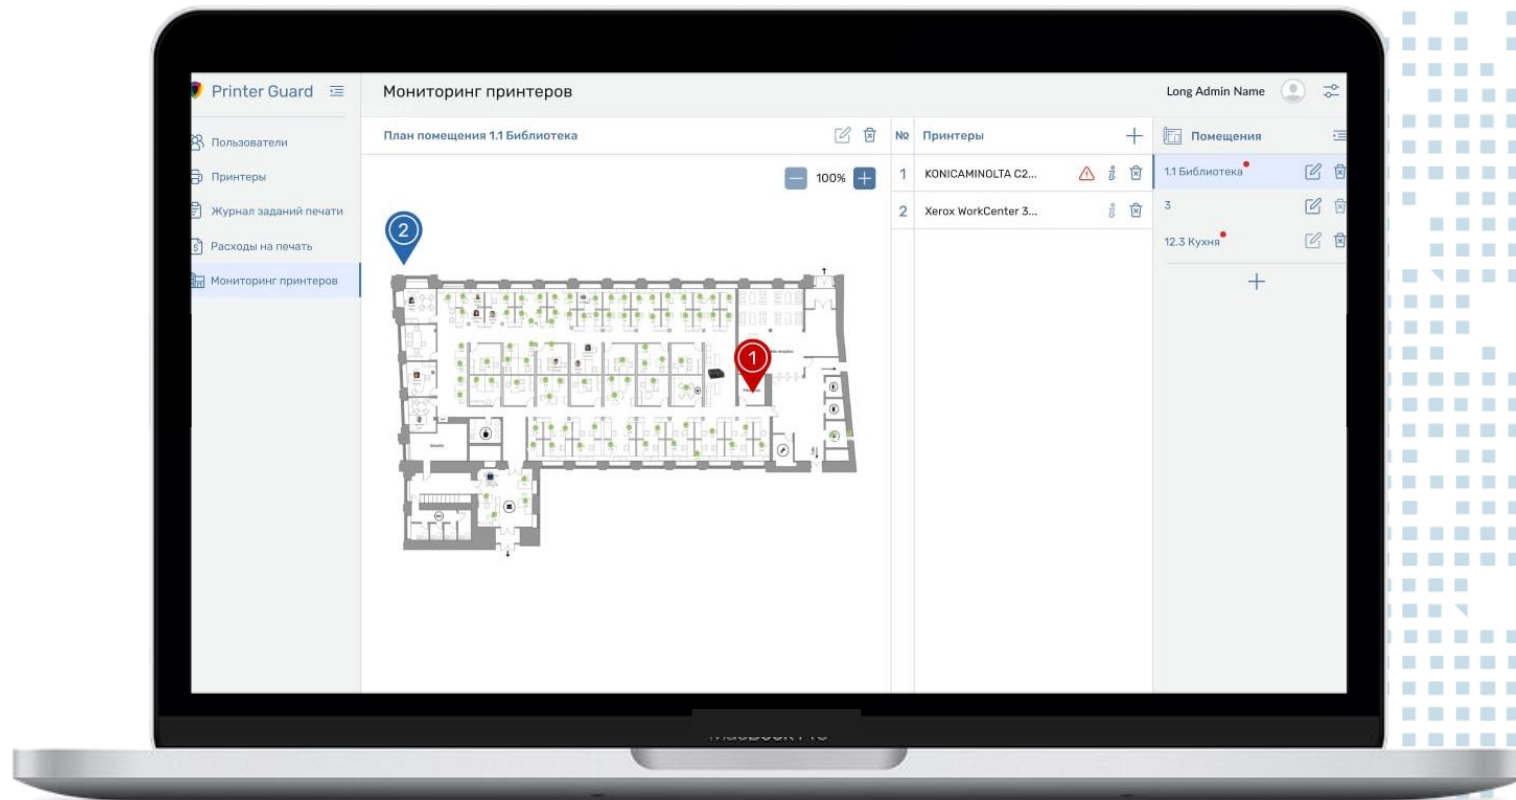 Printer Guard
Мониторинг принтеров
Long Admin Name
Пользователи
Принтеры
Журнал заданий печати
Расходы на печать
Мониторинг принтеров
План помещения 1.1 Библиотека
100%
2
1
№ Принтеры
1 KONICAMINOLTA C2...
2 Xerox WorkCenter 3...
Помещения
1.1 Библиотека
3
12.3 Кухня